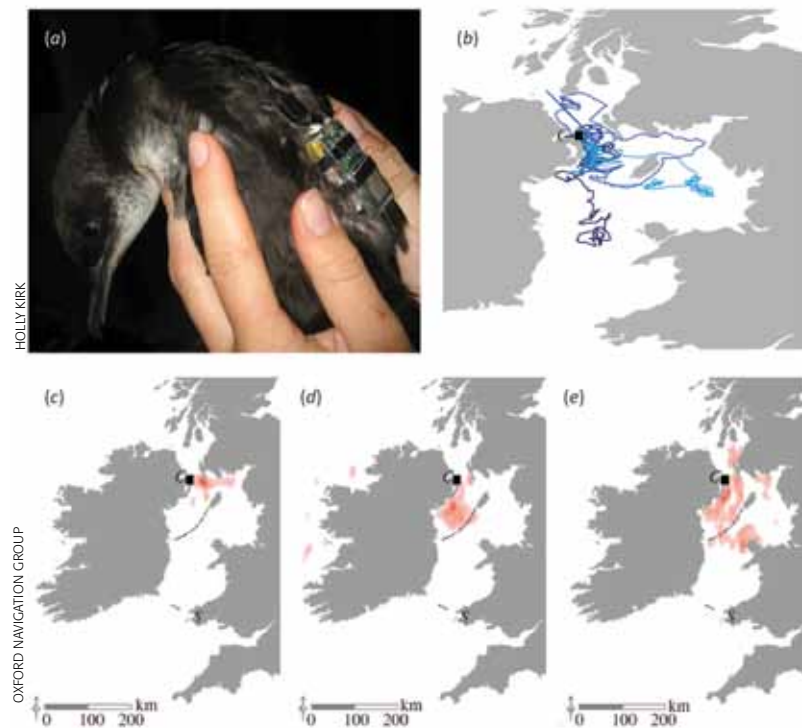 (a)
(b)
C
HOLLY KIRK
(c)
(d)
(e)
C
C
C
S
S
S
OXFORD NAVIGATION GROUP
km
0 100 200
km
0 100 200
km
0 100 200